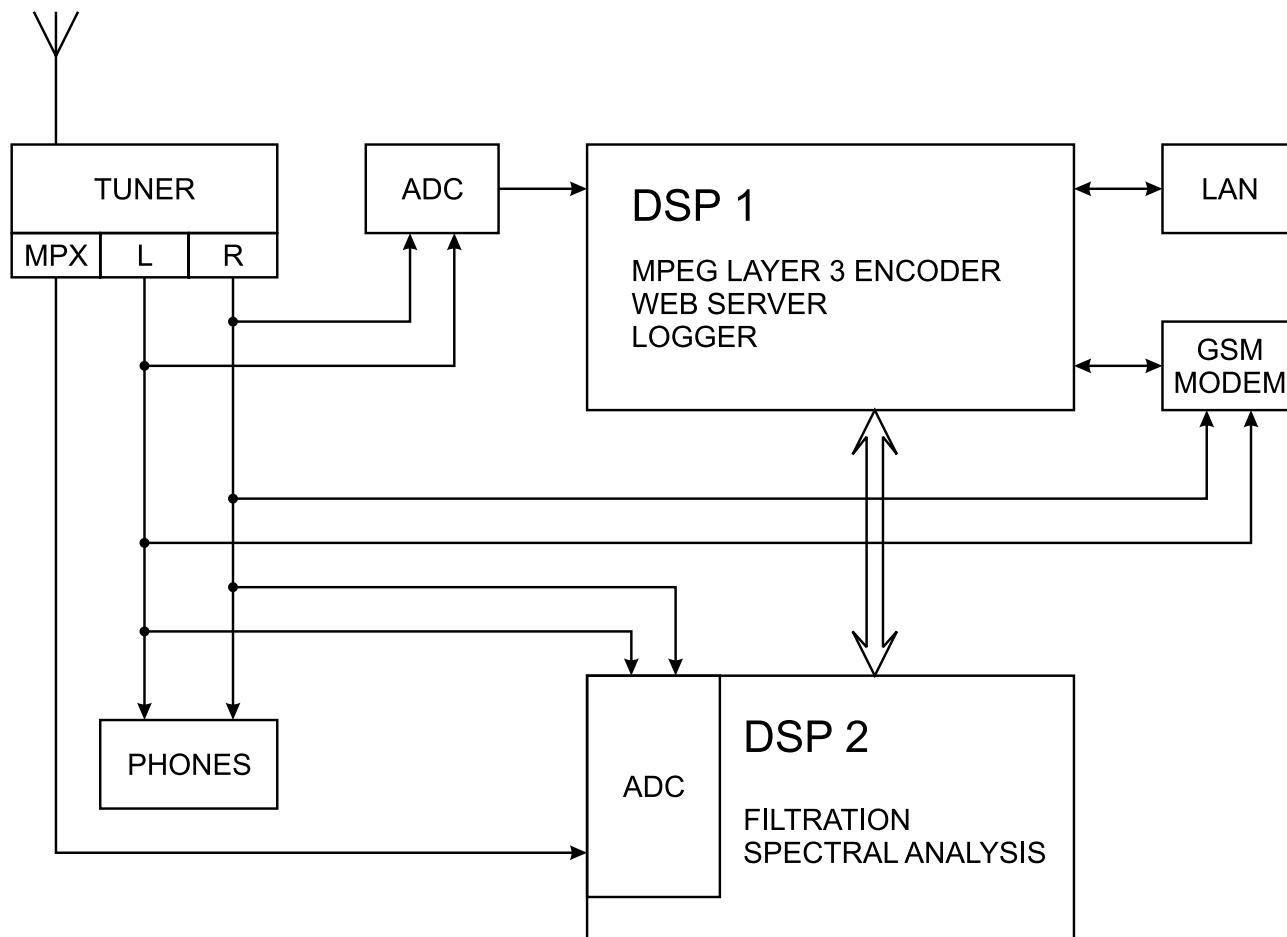 TUNER
MPX
L
R
ADC
DSP 1
MPEG LAYER 3 ENCODER
WEB SERVER
LOGGER
LAN
GSM
MODEM
PHONES
ADC
DSP 2
FILTRATION
SPECTRAL ANALYSIS